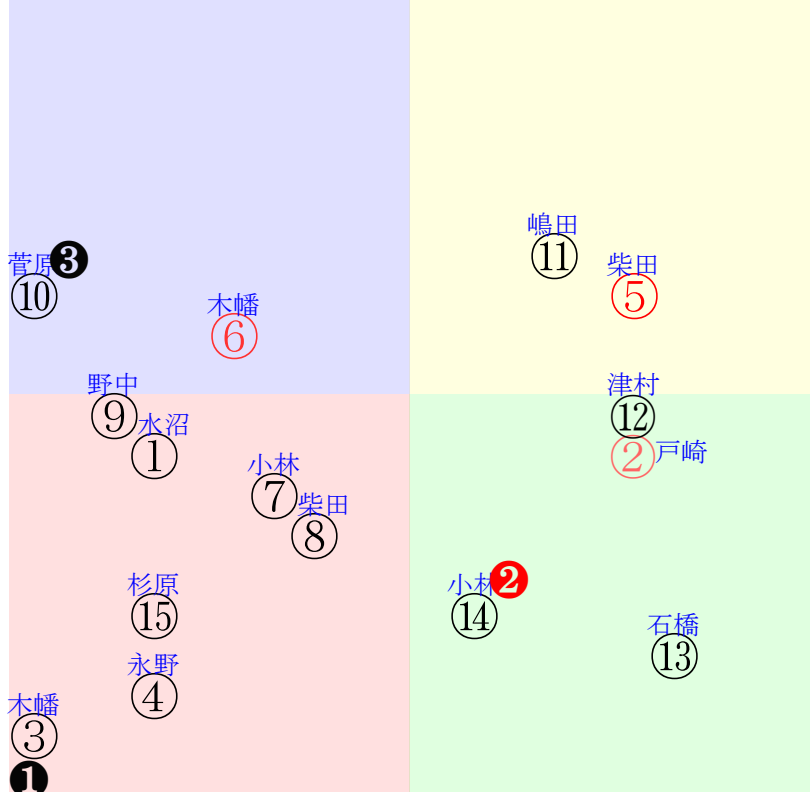 嶋田
⑪
菅原 ❸
⑩
柴田
⑤
木幡
⑥
野中
⑨
津村
⑫
水沼
①
戸崎
②
小林
⑦
柴田
⑧
杉原
⑮
小林 ❷
⑭
石橋
⑬
永野
④
木幡
③
❶